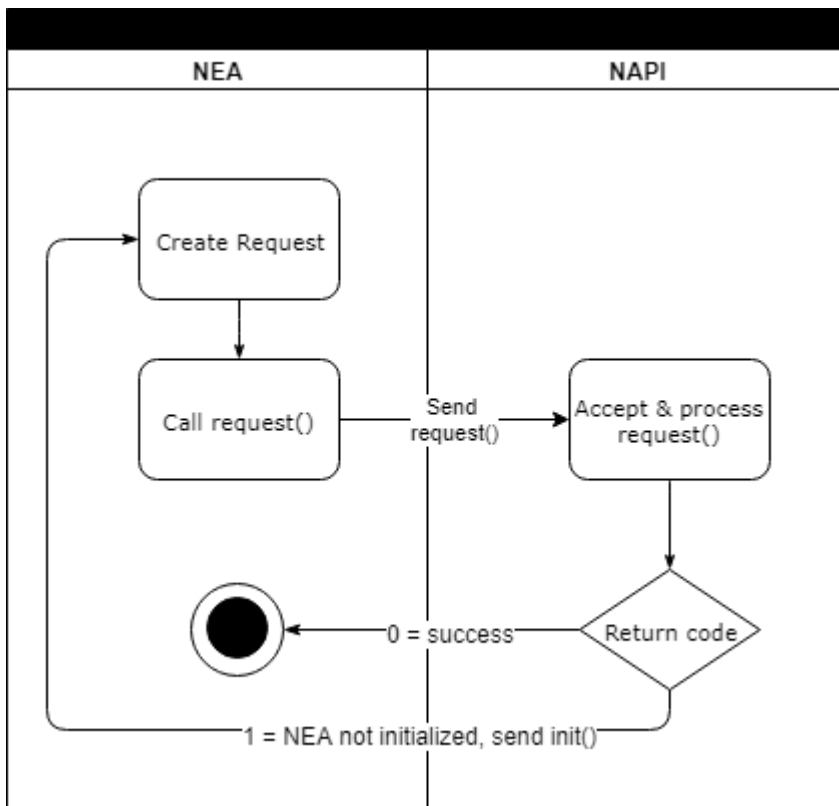 NEA
NAPI
Create Request
Call request()
Send
request()
Accept & process
request()
0 = success
Return code
1 = NEA not initialized, send init()